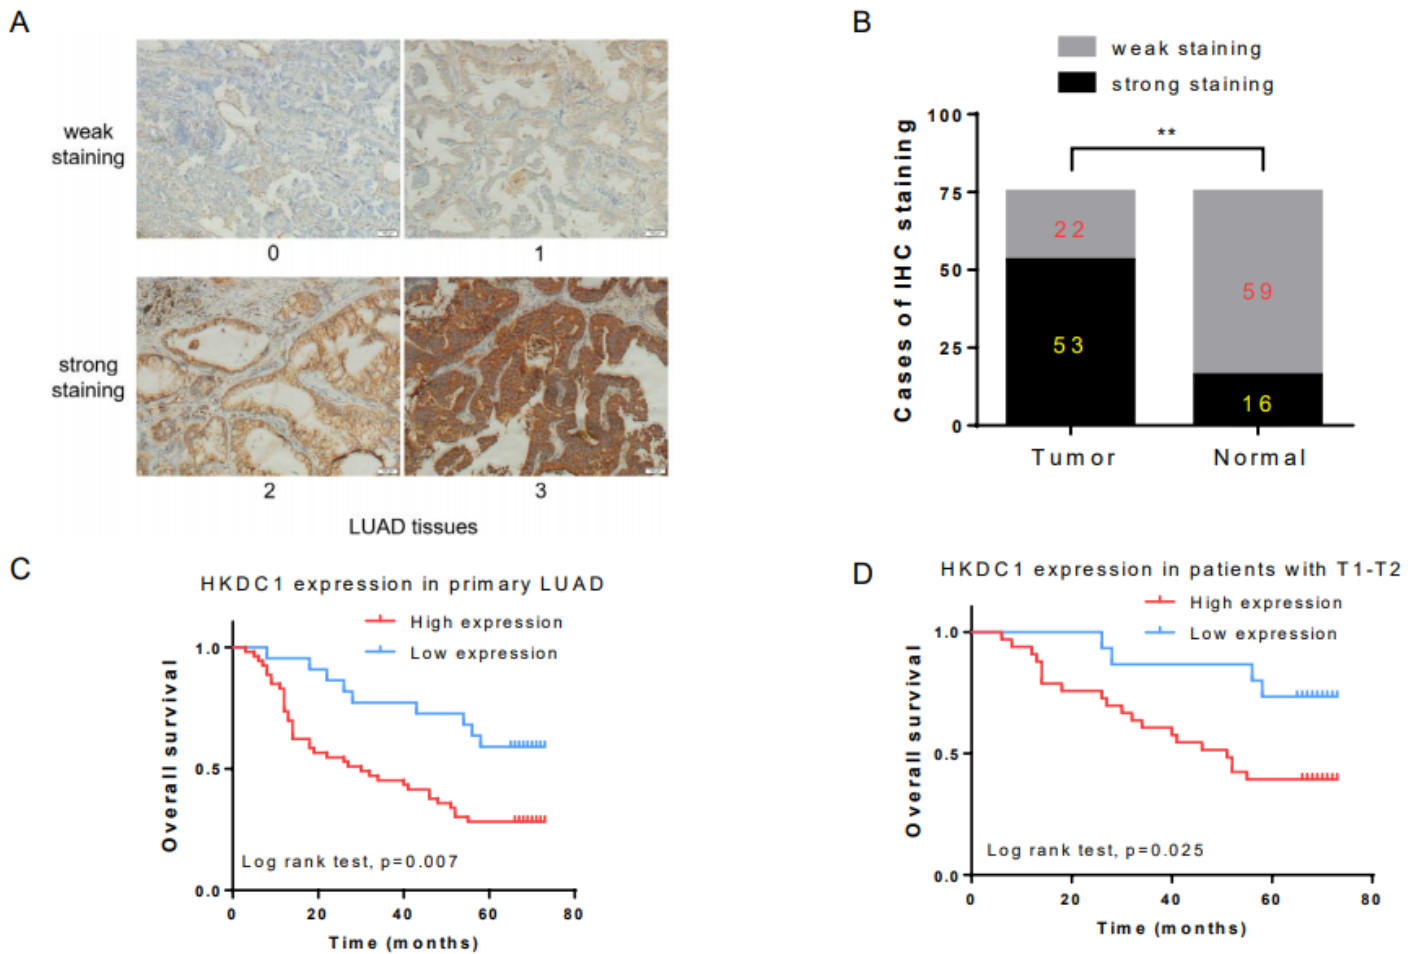 A
weak
staining
0
1
strong
staining
2
3
LUAD tissues
B
weak staining
strong staining
Cases of IHC staining
100
75
50
25
0
**
22
53
59
16
Tumor
Normal
C
HKDC1 expression in primary LUAD
High expression
Low expression
Overall survival
1.0
0.5
0.0
Log rank test, p=0.007
0
20
40
60
80
Time (months)
D
HKDC1 expression in patients with T1-T2
High expression
Low expression
Overall survival
1.0
0.5
0.0
Log rank test, p=0.025
0
20
40
60
80
Time (months)